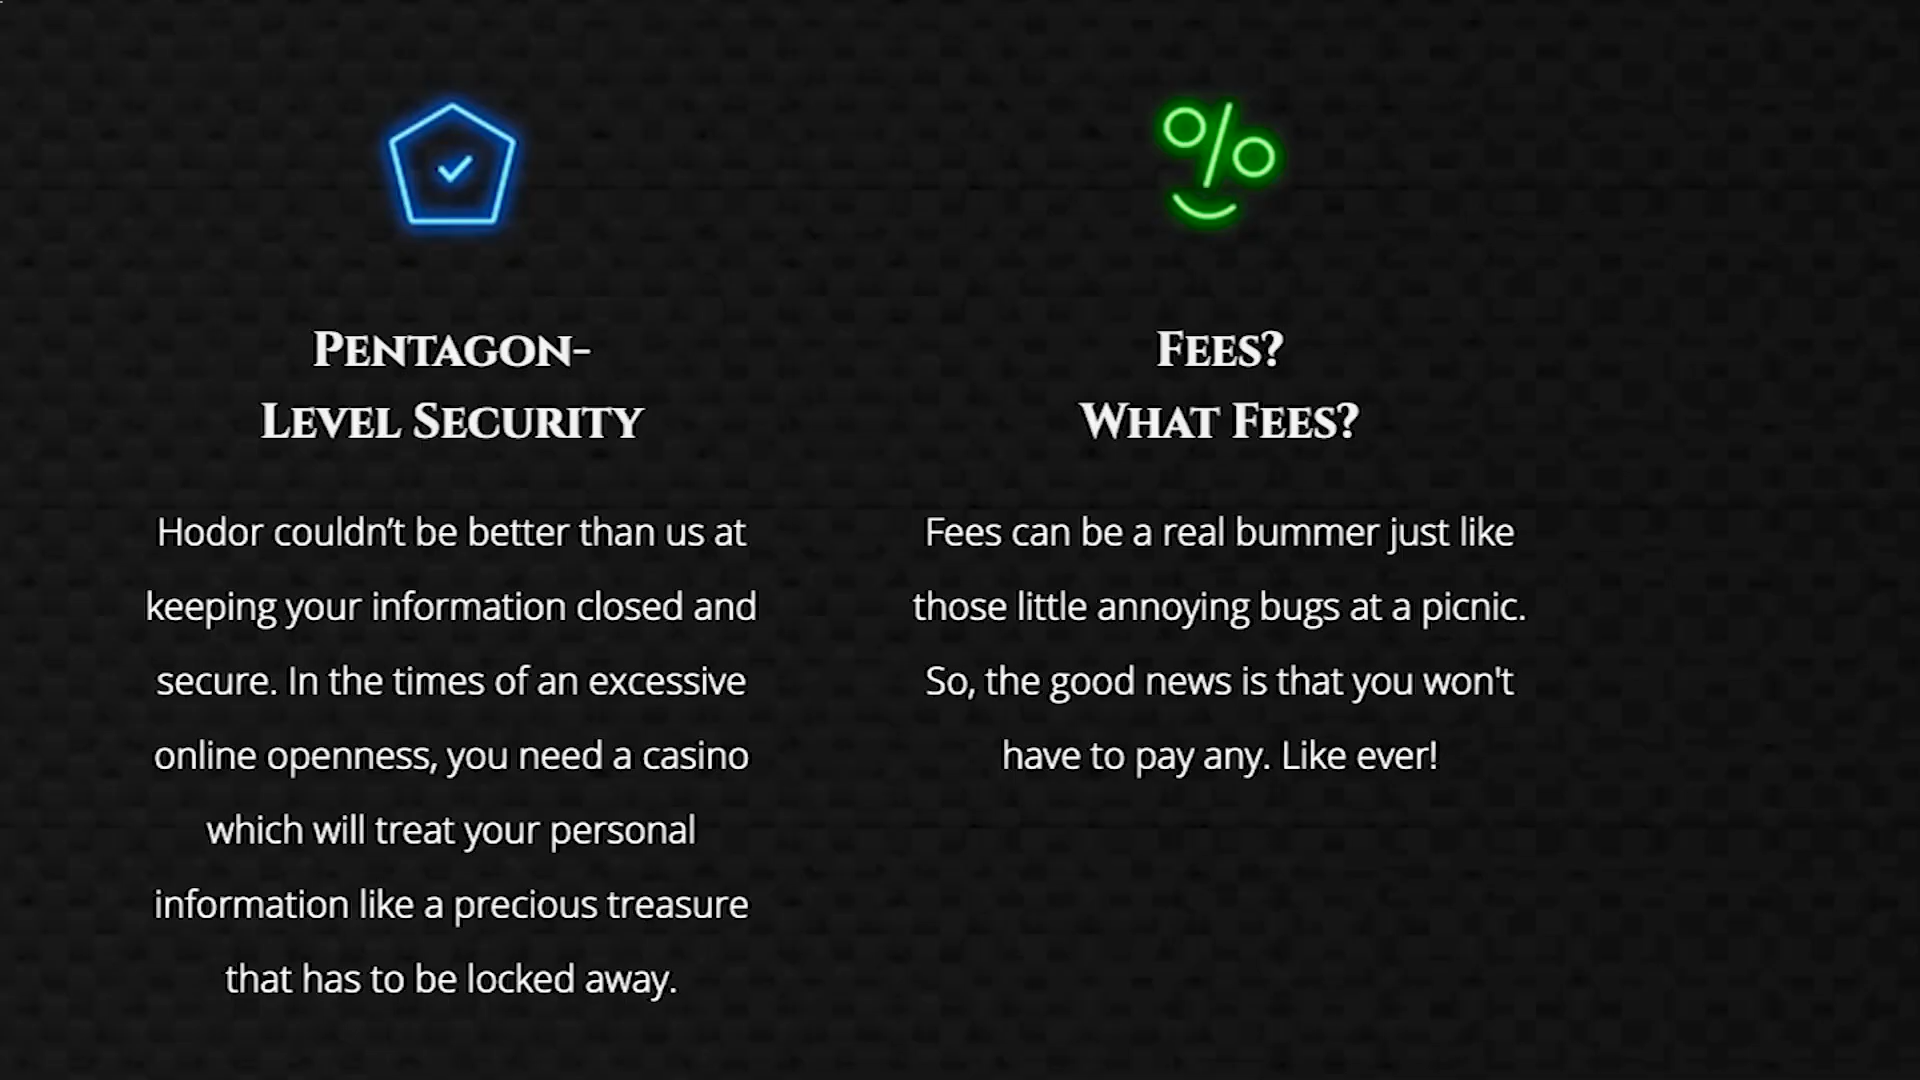 Pentagon-
Level Security
Hodor couldn’t be better than us at
keeping your information closed and
secure. In the times of an excessive
online openness, you need a casino
which will treat your personal
information like a precious treasure
that has to be locked away.
Fees?
What Fees?
Fees can be a real bummer just like
those little annoying bugs at a picnic.
So, the good news is that you won't
have to pay any. Like ever!